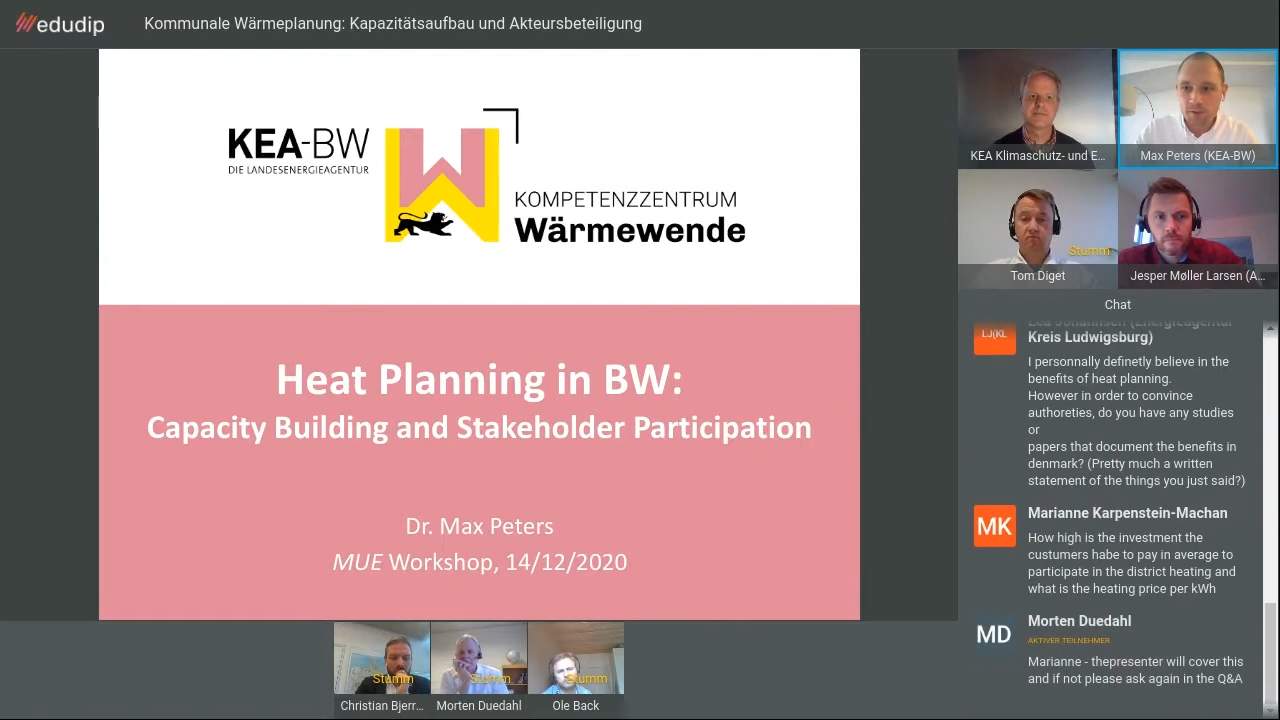 edudip
Kommunale Wärmeplanung: Kapazitätsaufbau und Akteursbeteiligung
KEA-BW
DIE LANDESENERGIEAGENTUR
KOMPETENZZENTRUM
Wärmewende
Heat Planning in BW:
Capacity Building and Stakeholder Participation
Dr. Max Peters
MUE Workshop, 14/12/2020
KEA Klimaschutz- und E...
Max Peters (KEA-BW)
Stumm
Tom Diget
Jesper Møller Larsen (A...
Chat
LJ(KL
Lea Johannsen (Energieagentur
Kreis Ludwigsburg)
I personnally definetly believe in the
benefits of heat planning.
However in order to convince
authoreties, do you have any studies
or
papers that document the benefits in
denmark? (Pretty much a written
statement of the things you just said?)
MK
Marianne Karpenstein-Machan
How high is the investment the
custumers habe to pay in average to
participate in the district heating and
what is the heating price per kWh
MD
Morten Duedahl
AKTIVER TEILNEHMER
Marianne - thepresenter will cover this
and if not please ask again in the Q&A
Stumm
Stumm
Stumm
Christian Bjerr...
Morten Duedahl
Ole Back